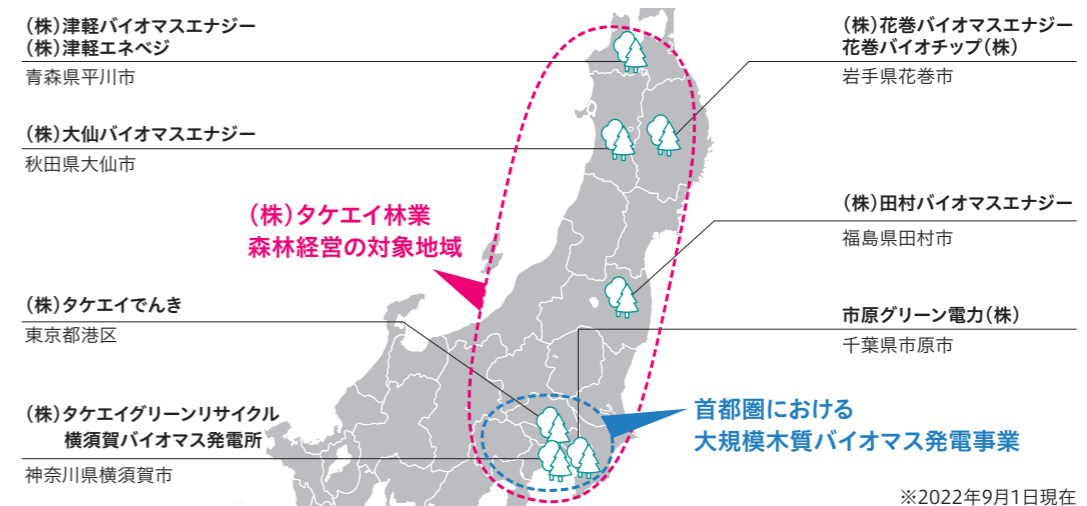 (株)津軽バイオマスエナジー
(株)津軽エネベジ
青森県平川市
(株)大仙バイオマスエナジー
秋田県大仙市
(株)タケエイ林業
森林経営の対象地域
(株)タケエイでんき
東京都港区
(株)タケエイグリーンリサイクル
横須賀バイオマス発電所
神奈川県横須賀市
(株)花巻バイオマスエナジー
花巻バイオチップ(株)
岩手県花巻市
(株)田村バイオマスエナジー
福島県田村市
市原グリーン電力(株)
千葉県市原市
首都圏における
大規模木質バイオマス発電事業
※2022年9月1日現在